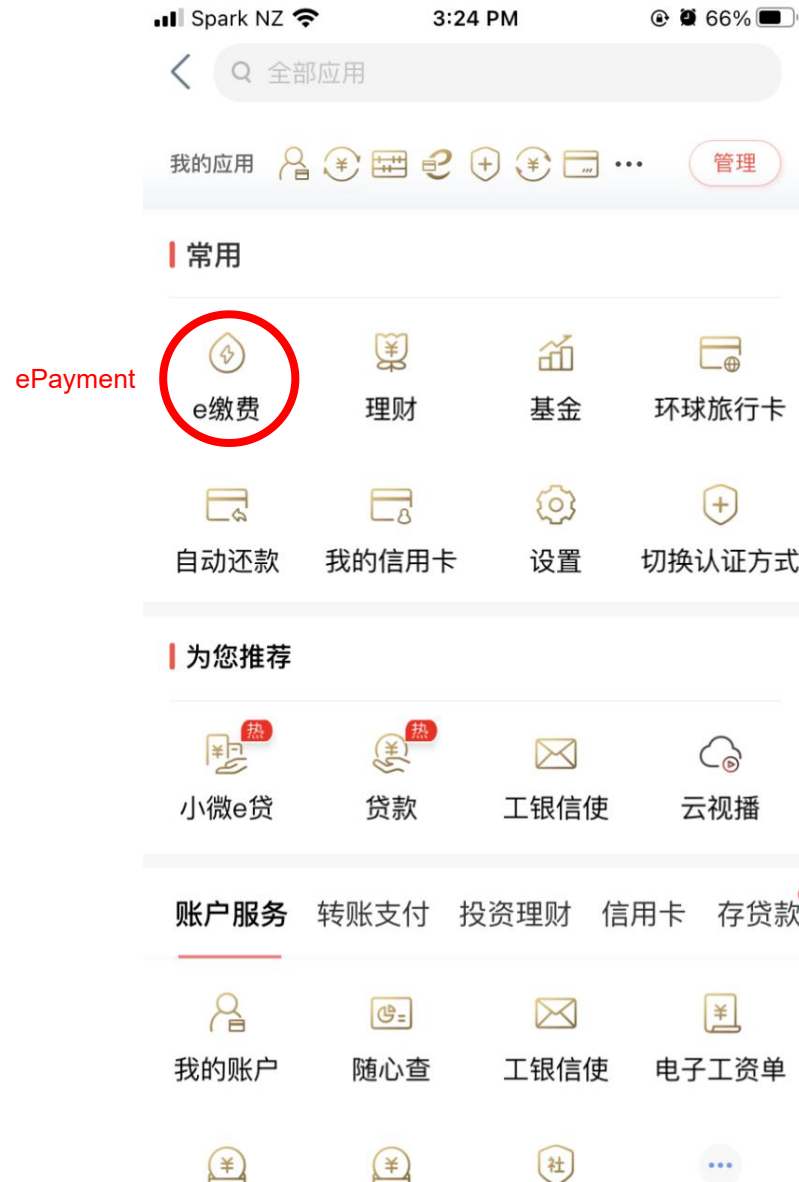 Spark NZ 3:24 PM 66%
全部应用
我的应用 管理
常用
ePayment
e缴费 理财 基金 环球旅行卡
自动还款 我的信用卡 设置 切换认证方式
为您推荐
热 热
小微e贷 贷款 工银信使 云视播
账户服务 转账支付 投资理财 信用卡 存贷款
我的账户 随心查 工银信使 电子工资单
社